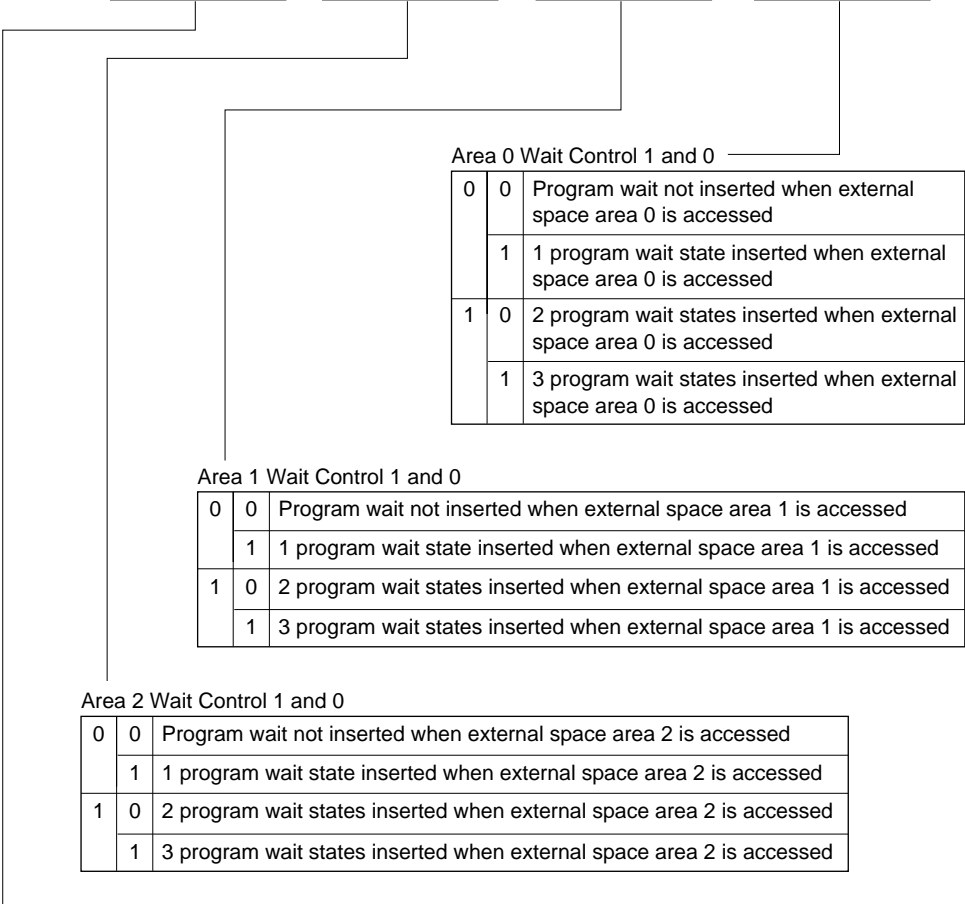 Area 0 Wait Control 1 and 0
0 0 Program wait not inserted when external
space area 0 is accessed
1 1 program wait state inserted when external
space area 0 is accessed
1 0 2 program wait states inserted when external
space area 0 is accessed
1 3 program wait states inserted when external
space area 0 is accessed
Area 1 Wait Control 1 and 0
0 0 Program wait not inserted when external space area 1 is accessed
1 1 program wait state inserted when external space area 1 is accessed
1 0 2 program wait states inserted when external space area 1 is accessed
1 3 program wait states inserted when external space area 1 is accessed
Area 2 Wait Control 1 and 0
0 0 Program wait not inserted when external space area 2 is accessed
1 1 program wait state inserted when external space area 2 is accessed
1 0 2 program wait states inserted when external space area 2 is accessed
1 3 program wait states inserted when external space area 2 is accessed